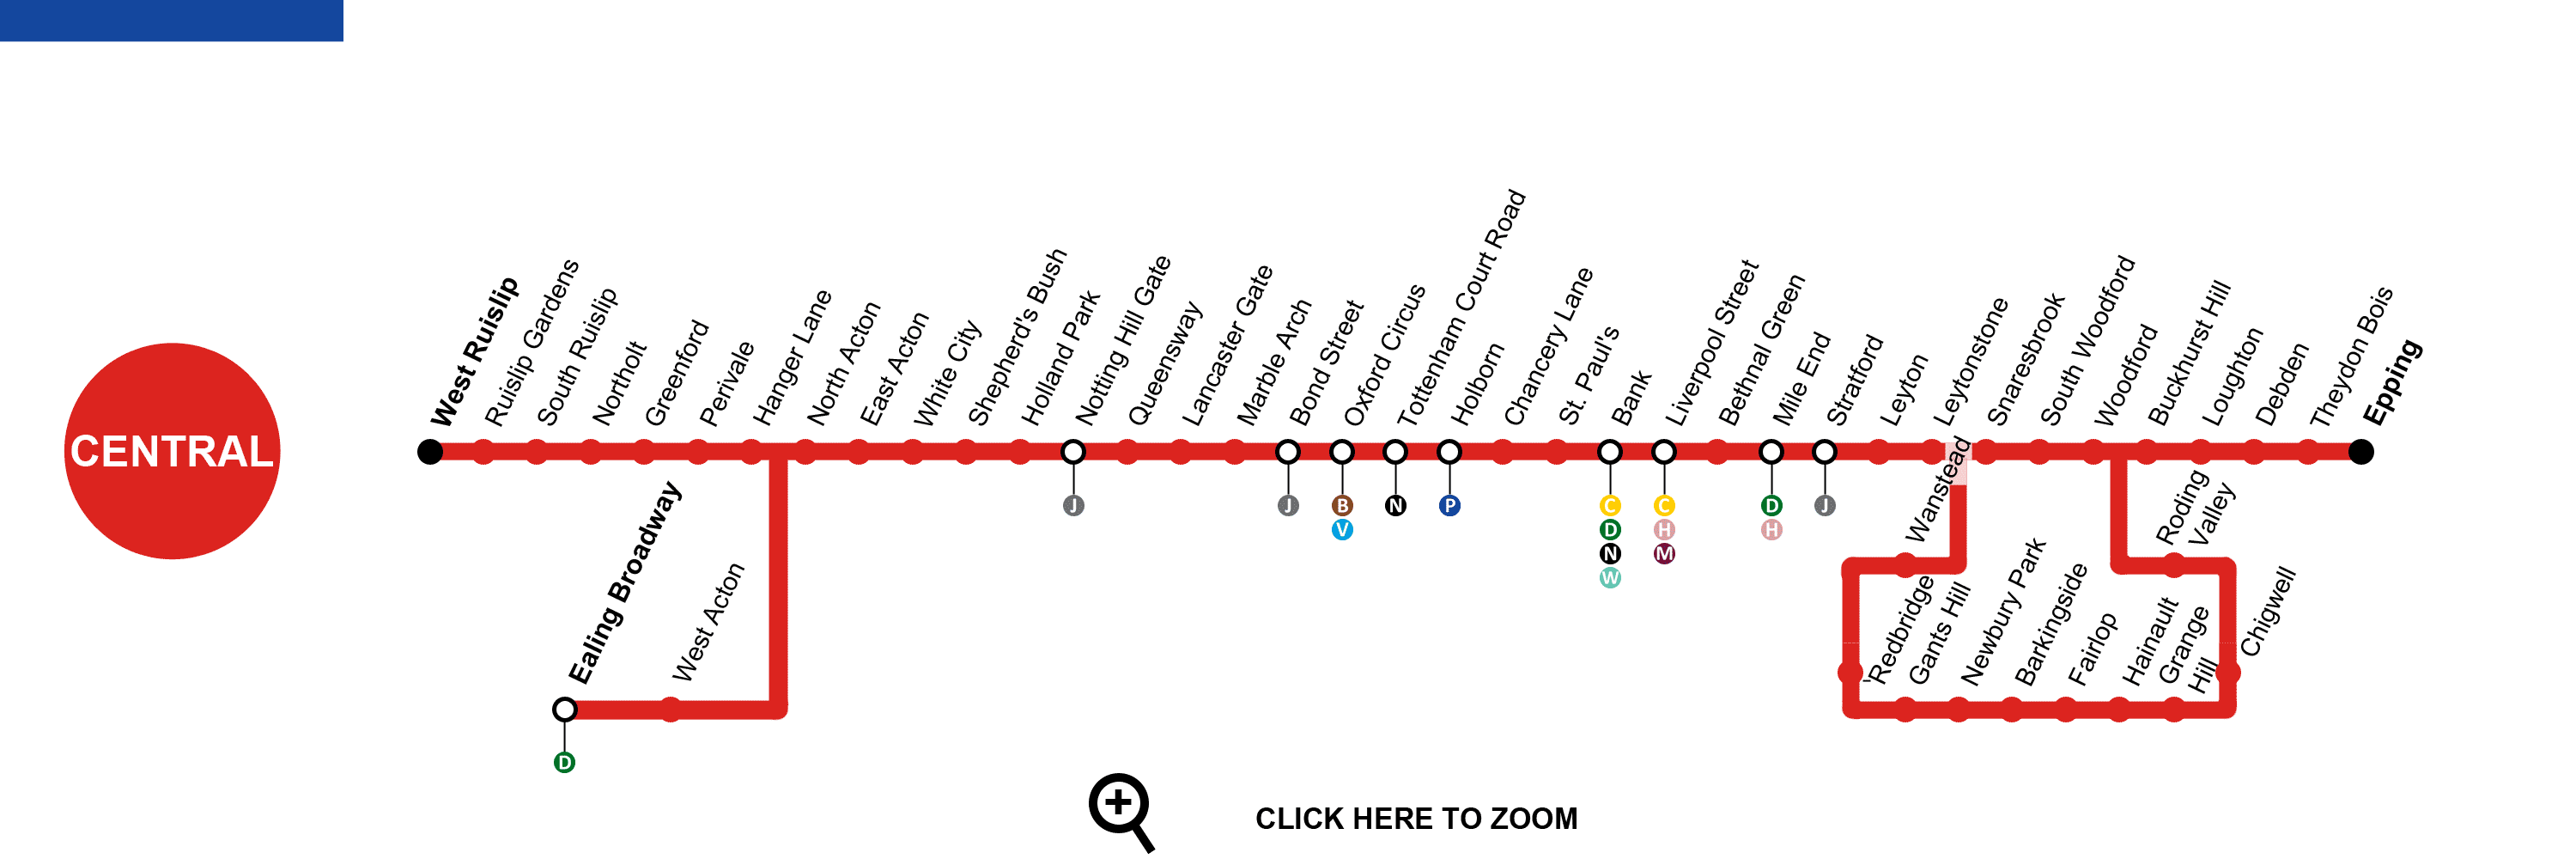 CENTRAL
West Ruislip
Ruislip Gardens
South Ruislip
Northolt
Greenford
Perivale
Hanger Lane
North Acton
East Acton
White City
Shepherd's Bush
Holland Park
Notting Hill Gate
Queensway
Lancaster Gate
Marble Arch
Bond Street
Oxford Circus
Tottenham Court Road
Holborn
Chancery Lane
St. Paul's
Bank
Liverpool Street
Bethnal Green
Mile End
Stratford
Leyton
Leytonstone
Snaresbrook
South Woodford
Woodford
Buckhurst Hill
Loughton
Debden
Theydon Bois
Epping
J
J
B
V
N
P
C
D
N
W
C
H
M
D
H
J
Ealing Broadway
West Acton
D
Wanstead
Redbridge
Gants Hill
Newbury Park
Barkingside
Fairlop
Hainault
Grange
Hill
Chigwell
Roding
Valley
CLICK HERE TO ZOOM